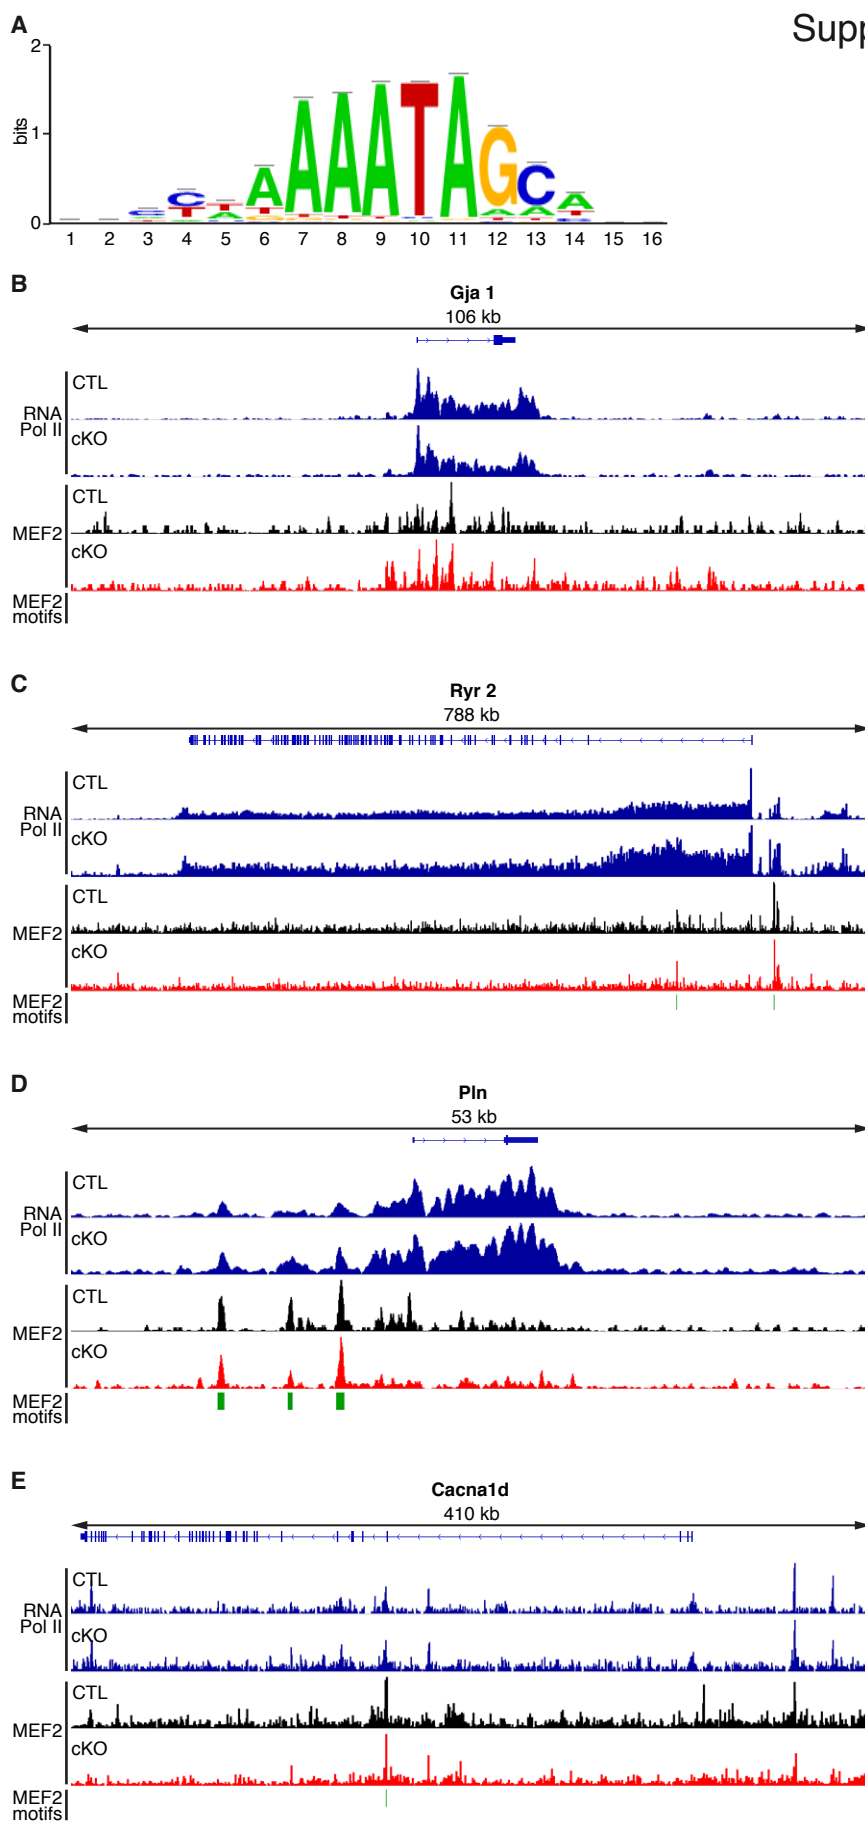 Supp
A
2
1
0
bits
AAATAGCA
1 2 3 4 5 6 7 8 9 10 11 12 13 14 15 16
B
Gja 1
106 kb
RNA
Pol II
CTL
cKO
MEF2
CTL
cKO
MEF2
motifs
C
Ryr 2
788 kb
RNA
Pol II
CTL
cKO
MEF2
CTL
cKO
MEF2
motifs
D
Pln
53 kb
RNA
Pol II
CTL
cKO
MEF2
CTL
cKO
MEF2
motifs
E
Cacna1d
410 kb
RNA
Pol II
CTL
cKO
MEF2
CTL
cKO
MEF2
motifs